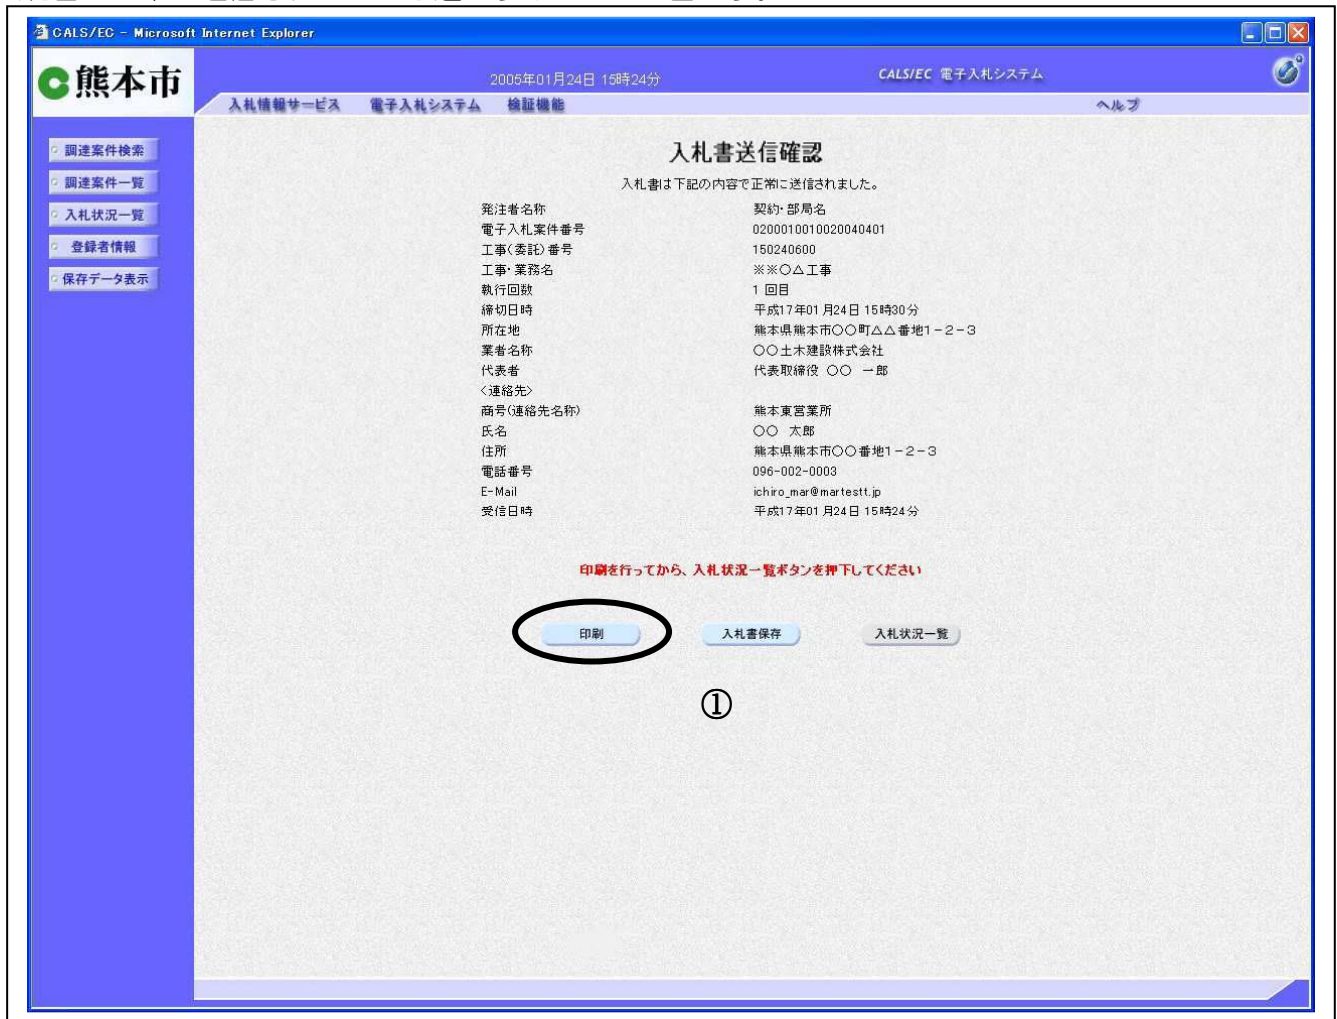 CALS/EC - Microsoft Internet Explorer
熊本市
2005年01月24日 15時24分
CALS/EC 電子入札システム
入札情報サービス 電子入札システム 検証機能 ヘルプ
調達案件検索
調達案件一覧
入札状況一覧
登録者情報
保存データ表示
入札書送信確認
入札書は下記の内容で正常に送信されました。
発注者名称 契約・部局名
電子入札案件番号 0200010010020040401
工事(委託)番号 150240600
工事・業務名 ※※○△工事
執行回数 1 回目
締切日時 平成17年01月24日 15時30分
所在地 熊本県熊本市○○町△△番地1-2-3
業者名称 ○○土木建設株式会社
代表者 代表取締役 ○○ 一郎
<連絡先>
商号(連絡先名称) 熊本東営業所
氏名 ○○ 太郎
住所 熊本県熊本市○○番地1-2-3
電話番号 096-002-0003
E-Mail ichiro_mar@martestt.jp
受信日時 平成17年01月24日 15時24分
印刷を行ってから、入札状況一覧ボタンを押下してください
印刷 入札書保存 入札状況一覧
①